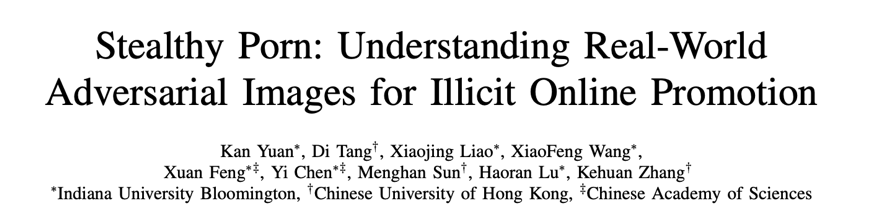 Stealthy Porn: Understanding Real-World
Adversarial Images for Illicit Online Promotion
Kan Yuan*, Di Tang†, Xiaojing Liao*, XiaoFeng Wang*,
Xuan Feng*‡, Yi Chen*‡, Menghan Sun†, Haoran Lu*, Kehuan Zhang†
*Indiana University Bloomington, †Chinese University of Hong Kong, ‡Chinese Academy of Sciences